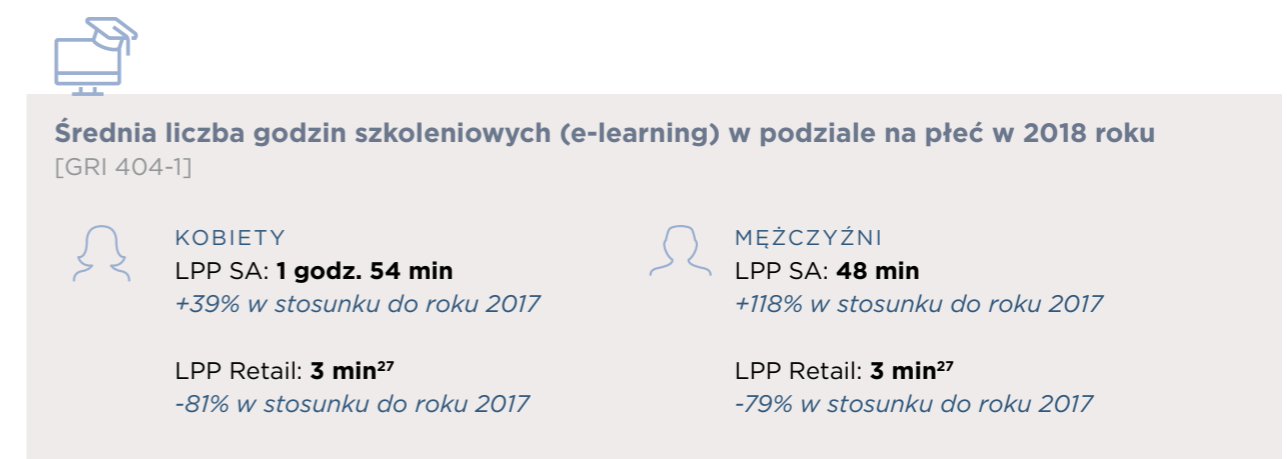 Średnia liczba godzin szkoleniowych (e-learning) w podziale na płeć w 2018 roku
[GRI 404-1]
KOBIETY
LPP SA: 1 godz. 54 min
+39% w stosunku do roku 2017
LPP Retail: 3 min²⁷
-81% w stosunku do roku 2017
MĘŻCZYŹNI
LPP SA: 48 min
+118% w stosunku do roku 2017
LPP Retail: 3 min²⁷
-79% w stosunku do roku 2017